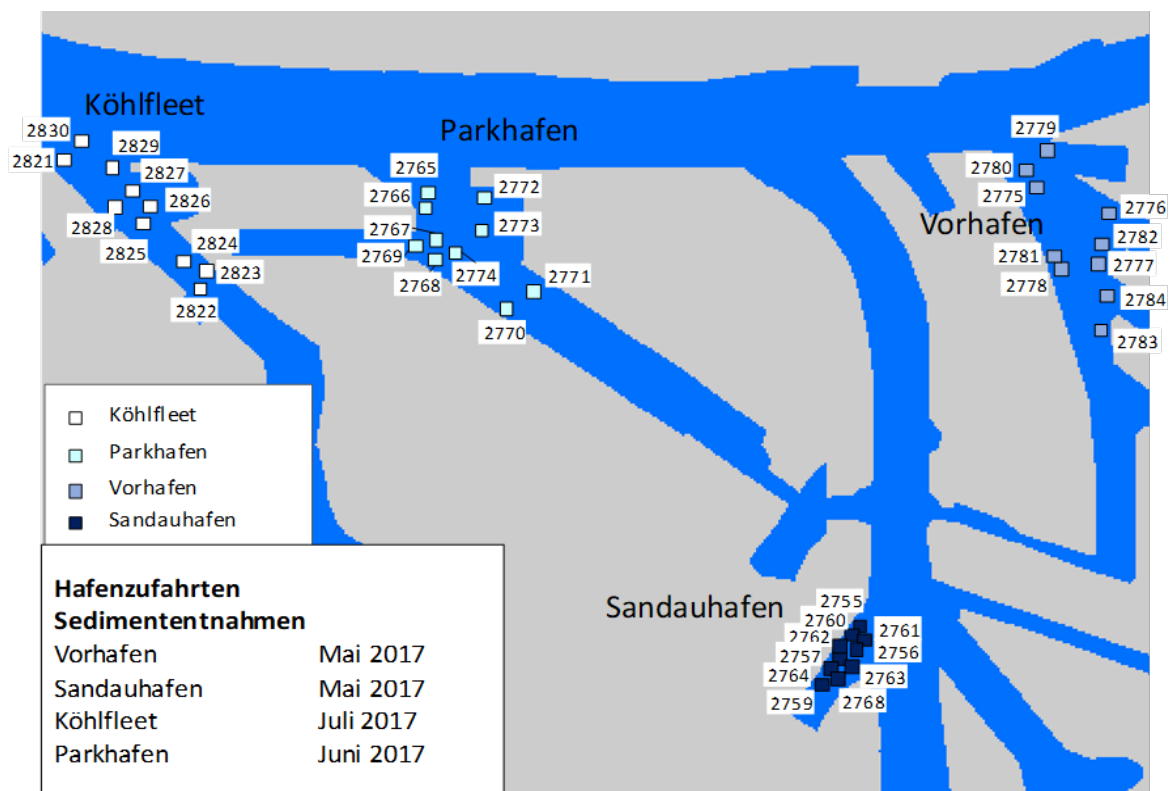 Köhlfleet
2830
2829
2821
2827
2826
2828
2825
2824
2823
2822
Parkhafen
2765
2766
2772
2767
2773
2769
2774
2768
2771
2770
2779
2780
2775
2776
Vorhafen
2782
2781
2777
2778
2784
2783
Köhlfleet
Parkhafen
Vorhafen
Sandauhafen
Hafenzufahrten
Sedimententnahmen
Vorhafen Mai 2017
Sandauhafen Mai 2017
Köhlfleet Juli 2017
Parkhafen Juni 2017
Sandauhafen
2755
2760
2761
2762
2756
2757
2764
2763
2759
2768